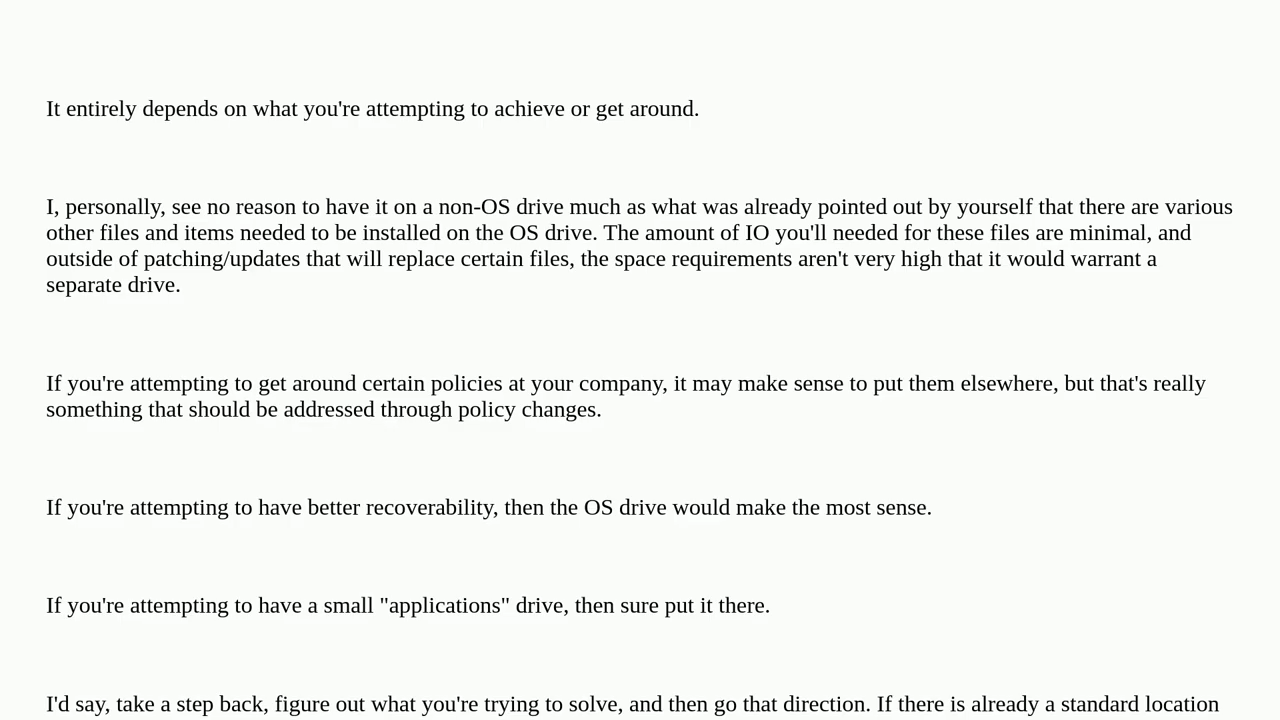 It entirely depends on what you're attempting to achieve or get around.
I, personally, see no reason to have it on a non-OS drive much as what was already pointed out by yourself that there are various
other files and items needed to be installed on the OS drive. The amount of IO you'll needed for these files are minimal, and
outside of patching/updates that will replace certain files, the space requirements aren't very high that it would warrant a
separate drive.
If you're attempting to get around certain policies at your company, it may make sense to put them elsewhere, but that's really
something that should be addressed through policy changes.
If you're attempting to have better recoverability, then the OS drive would make the most sense.
If you're attempting to have a small "applications" drive, then sure put it there.
I'd say, take a step back, figure out what you're trying to solve, and then go that direction. If there is already a standard location